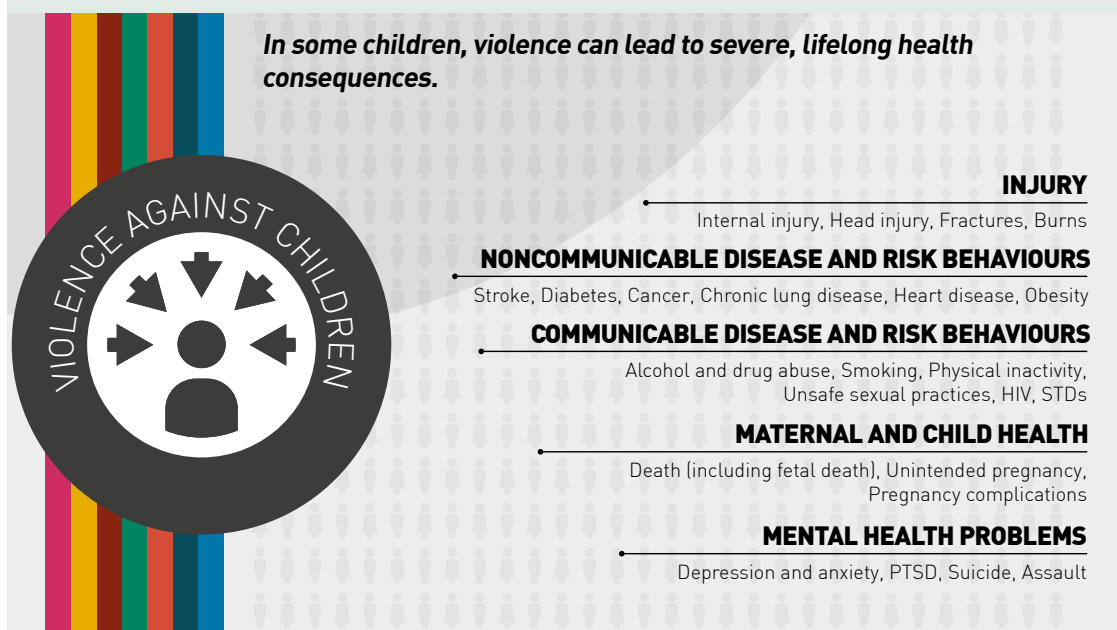 In some children, violence can lead to severe, lifelong health
consequences.
VIOLENCE AGAINST CHILDREN
INJURY
Internal injury, Head injury, Fractures, Burns
NONCOMMUNICABLE DISEASE AND RISK BEHAVIOURS
Stroke, Diabetes, Cancer, Chronic lung disease, Heart disease, Obesity
COMMUNICABLE DISEASE AND RISK BEHAVIOURS
Alcohol and drug abuse, Smoking, Physical inactivity,
Unsafe sexual practices, HIV, STDs
MATERNAL AND CHILD HEALTH
Death (including fetal death), Unintended pregnancy,
Pregnancy complications
MENTAL HEALTH PROBLEMS
Depression and anxiety, PTSD, Suicide, Assault